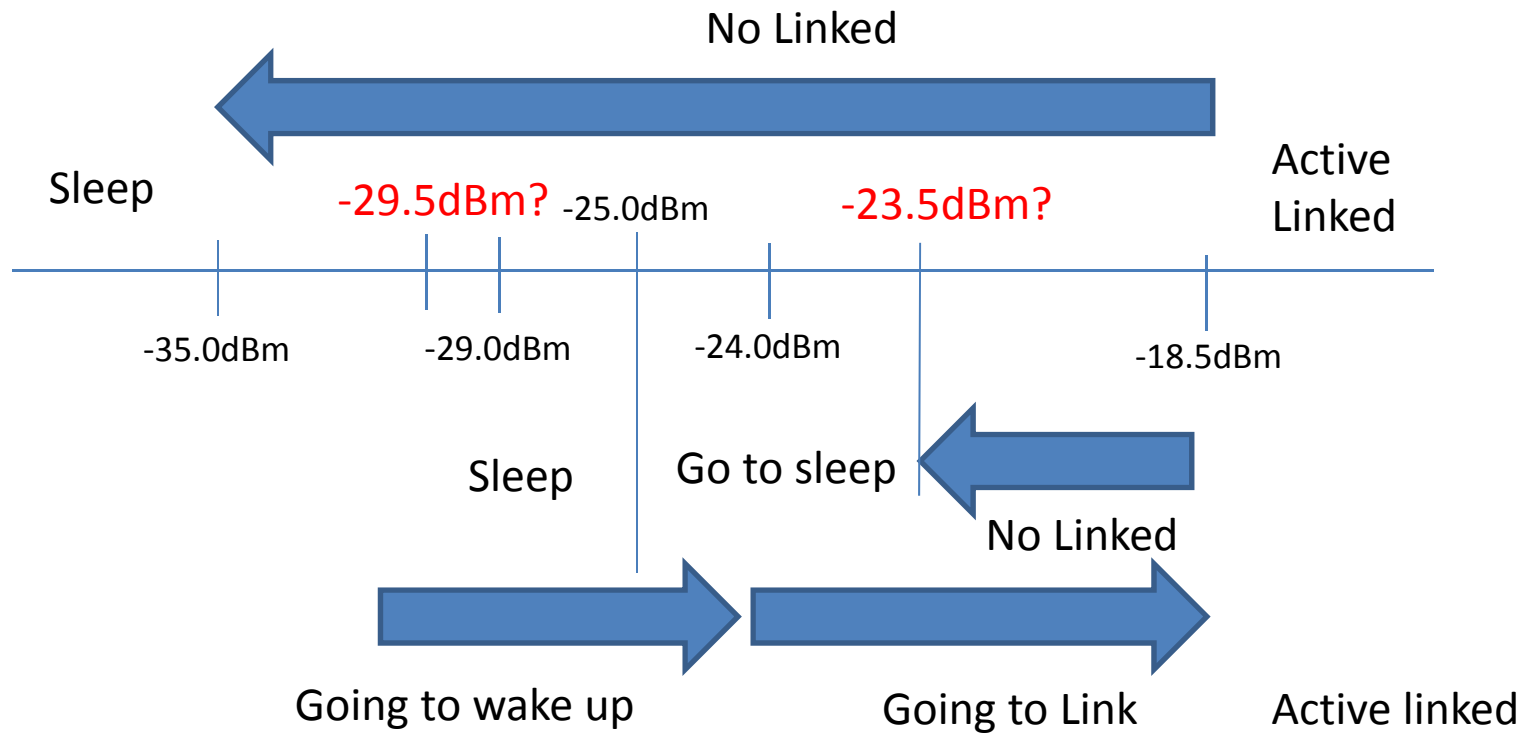 No Linked
Sleep
-29.5dBm?
-25.0dBm
-23.5dBm?
Active
Linked
-35.0dBm
-29.0dBm
-24.0dBm
-18.5dBm
Sleep
Go to sleep
No Linked
Going to wake up
Going to Link
Active linked